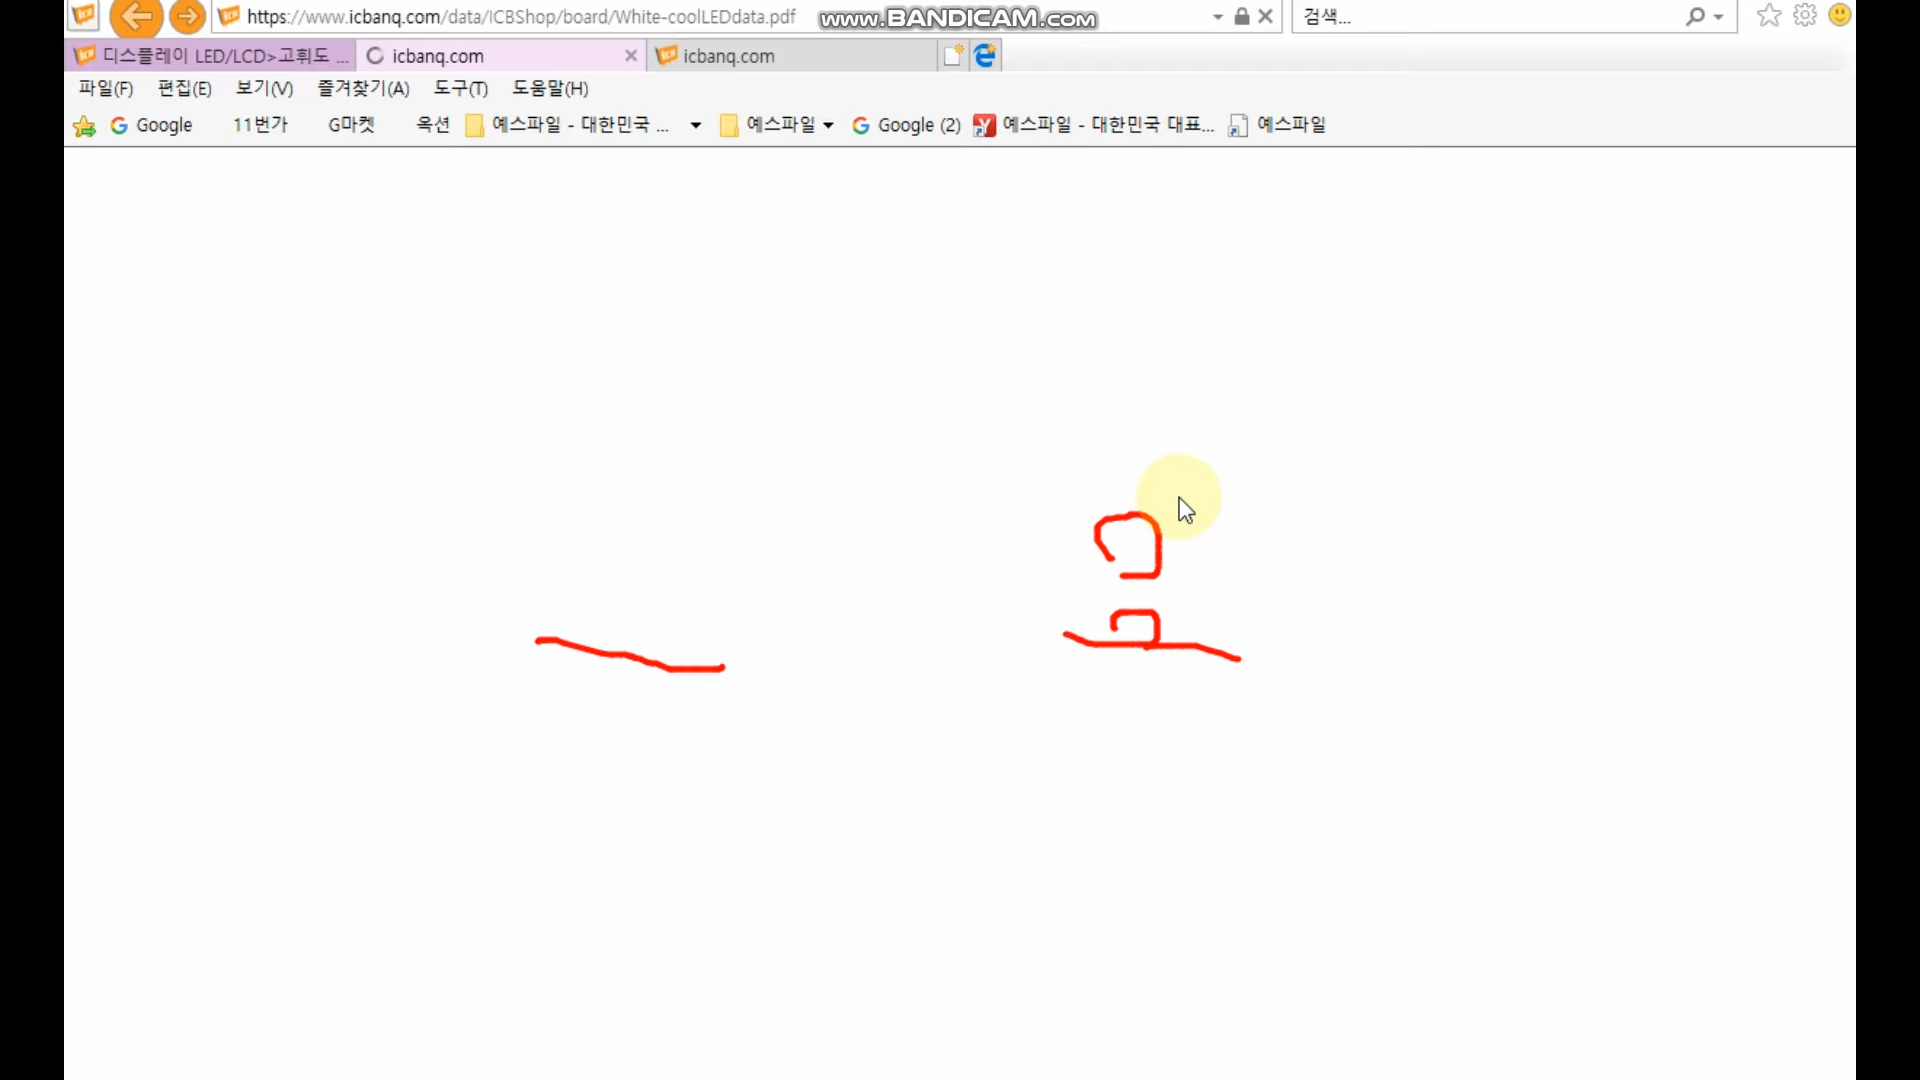 https://www.icbanq.com/data/ICBShop/board/White-coolLEDdata.pdf
www.BANDICAM.com
검색...
디스플레이 LED/LCD>고휘도 ...
icbanq.com
icbanq.com
파일(F) 편집(E) 보기(V) 즐겨찾기(A) 도구(T) 도움말(H)
Google 11번가 G마켓 옥션 예스파일 - 대한민국 ... 예스파일 Google (2) 예스파일 - 대한민국 대표... 예스파일